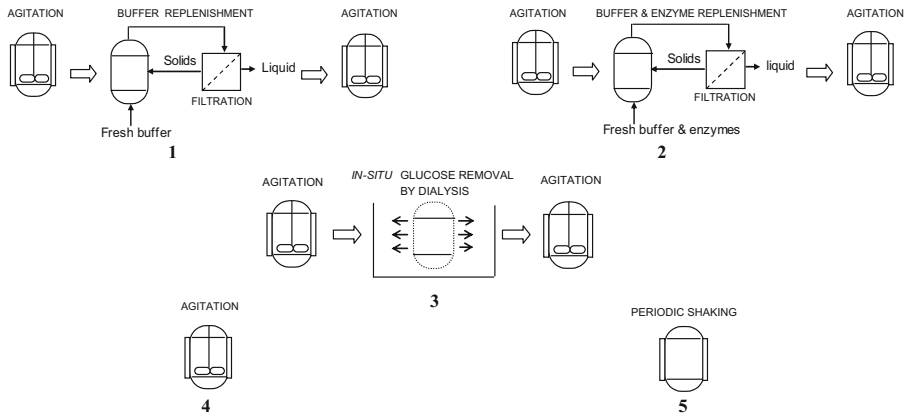 AGITATION
BUFFER REPLENISHMENT
AGITATION
Solids
Liquid
FILTRATION
Fresh buffer
1
AGITATION
BUFFER & ENZYME REPLENISHMENT
AGITATION
Solids
liquid
FILTRATION
Fresh buffer & enzymes
2
AGITATION
IN-SITU GLUCOSE REMOVAL
BY DIALYSIS
AGITATION
3
AGITATION
4
PERIODIC SHAKING
5